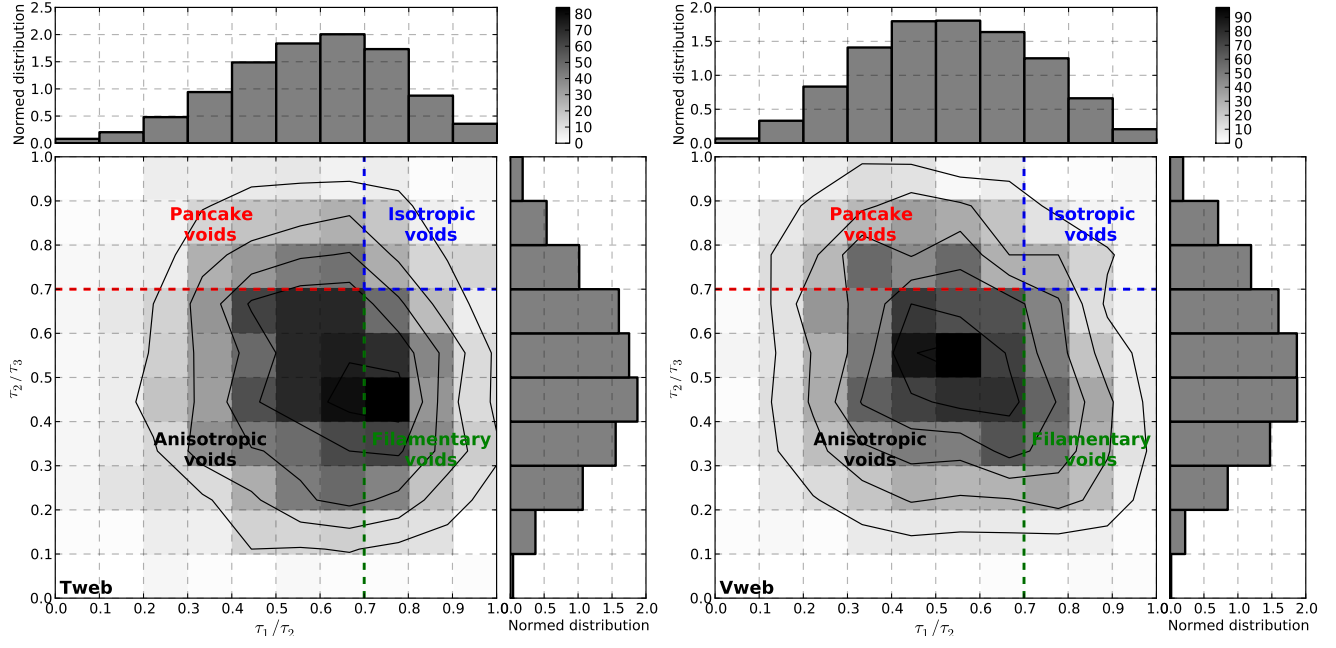 2.5
2.0
1.5
1.0
0.5
0.0
Normed distribution
80
70
60
50
40
30
20
10
0
1.0
0.9
0.8
0.7
0.6
0.5
0.4
0.3
0.2
0.1
0.0
τ2/τ3
Pancake
voids
Isotropic
voids
Anisotropic
voids
Filamentary
voids
Tweb
0.0 0.1 0.2 0.3 0.4 0.5 0.6 0.7 0.8 0.9 1.0
τ1/τ2
0.5 1.0 1.5 2.0
Normed distribution
2.0
1.5
1.0
0.5
0.0
Normed distribution
90
80
70
60
50
40
30
20
10
0
1.0
0.9
0.8
0.7
0.6
0.5
0.4
0.3
0.2
0.1
0.0
τ2/τ3
Pancake
voids
Isotropic
voids
Anisotropic
voids
Filamentary
voids
Vweb
0.0 0.1 0.2 0.3 0.4 0.5 0.6 0.7 0.8 0.9 1.0
τ1/τ2
0.5 1.0 1.5 2.0
Normed distribution